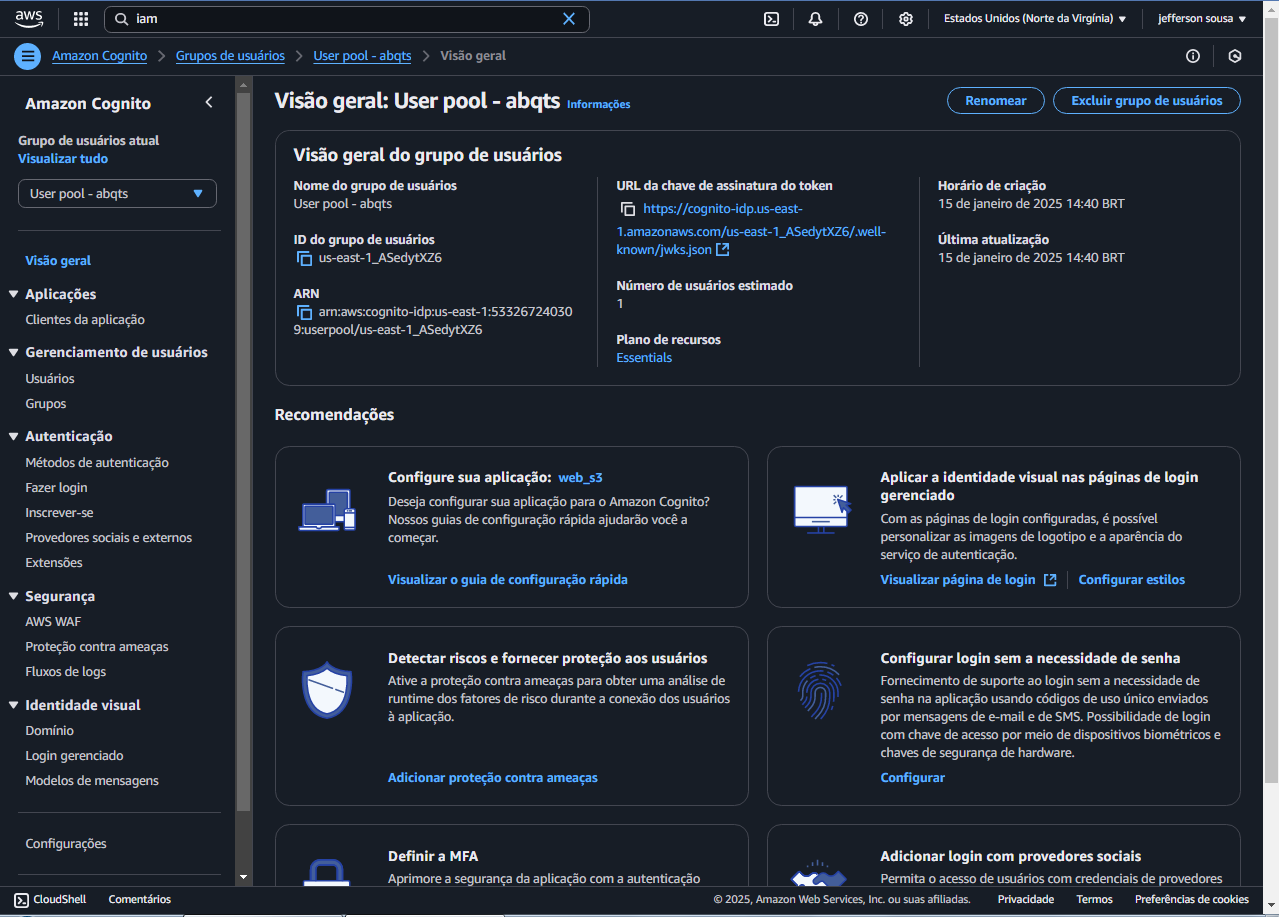 aws
iam
Estados Unidos (Norte da Virgínia)
jefferson sousa
Amazon Cognito
Grupos de usuários
User pool - abqts
Visão geral
Amazon Cognito
Grupo de usuários atual
Visualizar tudo
User pool - abqts
Visão geral
Aplicações
Clientes da aplicação
Gerenciamento de usuários
Usuários
Grupos
Autenticação
Métodos de autenticação
Fazer login
Inscrever-se
Provedores sociais e externos
Extensões
Segurança
AWS WAF
Proteção contra ameaças
Fluxos de logs
Identidade visual
Domínio
Login gerenciado
Modelos de mensagens
Configurações
Visão geral: User pool - abqts Informações
Renomear
Excluir grupo de usuários
Visão geral do grupo de usuários
Nome do grupo de usuários
User pool - abqts
ID do grupo de usuários
us-east-1_ASedytXZ6
ARN
arn:aws:cognito-idp:us-east-1:53326724030
9:userpool/us-east-1_ASedytXZ6
URL da chave de assinatura do token
https://cognito-idp.us-east-
1.amazonaws.com/us-east-1_ASedytXZ6/.well-
known/jwks.json
Número de usuários estimado
1
Plano de recursos
Essentials
Horário de criação
15 de janeiro de 2025 14:40 BRT
Última atualização
15 de janeiro de 2025 14:40 BRT
Recomendações
Configure sua aplicação: web_s3
Deseja configurar sua aplicação para o Amazon Cognito?
Nossos guias de configuração rápida ajudarão você a
começar.
Visualizar o guia de configuração rápida
Aplicar a identidade visual nas páginas de login
gerenciado
Com as páginas de login configuradas, é possível
personalizar as imagens de logotipo e a aparência do
serviço de autenticação.
Visualizar página de login
Configurar estilos
Detectar riscos e fornecer proteção aos usuários
Ative a proteção contra ameaças para obter uma análise de
runtime dos fatores de risco durante a conexão dos usuários
à aplicação.
Adicionar proteção contra ameaças
Configurar login sem a necessidade de senha
Fornecimento de suporte ao login sem a necessidade de
senha na aplicação usando códigos de uso único enviados
por mensagens de e-mail e de SMS. Possibilidade de login
com chave de acesso por meio de dispositivos biométricos e
chaves de segurança de hardware.
Configurar
Definir a MFA
Aprimore a segurança da aplicação com a autenticação
Adicionar login com provedores sociais
Permita o acesso de usuários com credenciais de provedores
CloudShell
Comentários
© 2025, Amazon Web Services, Inc. ou suas afiliadas.
Privacidade
Termos
Preferências de cookies